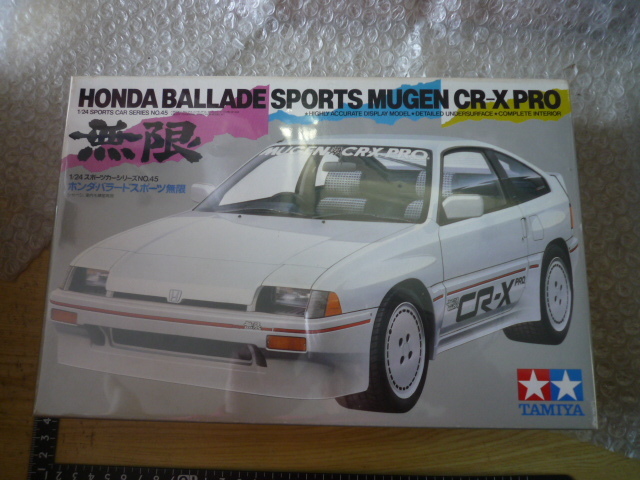 HONDA BALLADE SPORTS MUGEN CR-X PRO
1/24 SPORTS CAR SERIES NO.45
★HIGHLY ACCURATE DISPLAY MODEL ★DETAILED UNDERSURFACE ★COMPLETE INTERIOR
無限
1/24 スポーツカーシリーズNO.45
ホンダバラードスポーツ無限
MUGEN CR-X PRO
CR-X PRO
TAMIYA